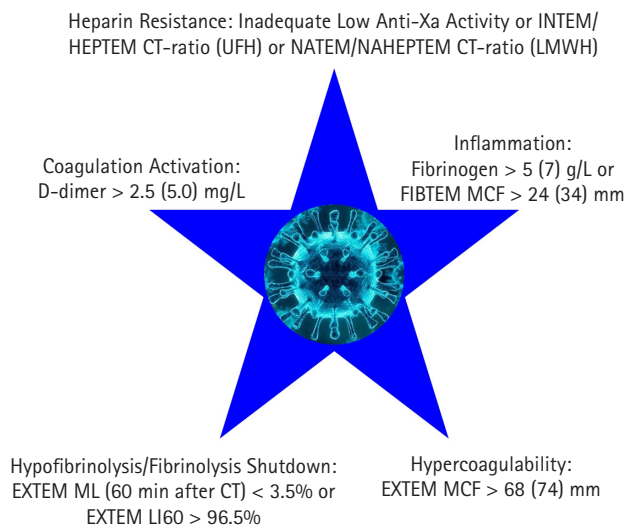 Heparin Resistance: Inadequate Low Anti-Xa Activity or INTEM/
HEPTEM CT-ratio (UFH) or NATEM/NAHEPTEM CT-ratio (LMWH)
Coagulation Activation:
D-dimer > 2.5 (5.0) mg/L
Inflammation:
Fibrinogen > 5 (7) g/L or
FIBTEM MCF > 24 (34) mm
Hypofibrinolysis/Fibrinolysis Shutdown:
EXTEM ML (60 min after CT) < 3.5% or
EXTEM LI60 > 96.5%
Hypercoagulability:
EXTEM MCF > 68 (74) mm